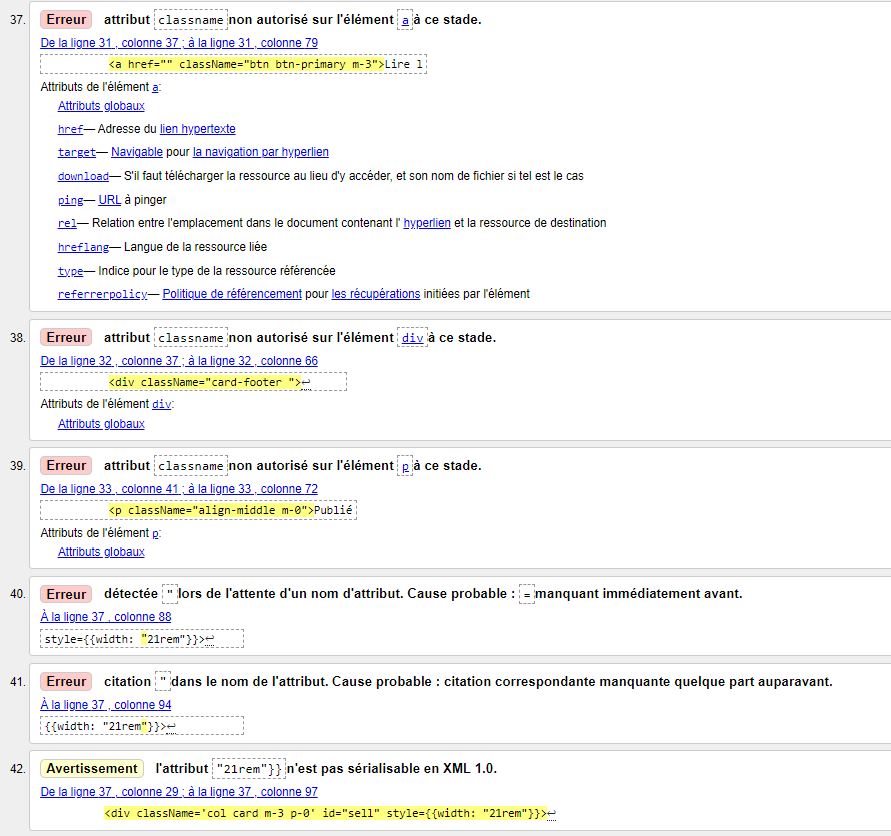 37. Erreur attribut classname non autorisé sur l'élément a à ce stade.
De la ligne 31 , colonne 37 ; à la ligne 31 , colonne 79
<a href="" className="btn btn-primary m-3">Lire l
Attributs de l'élément a:
Attributs globaux
href— Adresse du lien hypertexte
target— Navigable pour la navigation par hyperlien
download— S'il faut télécharger la ressource au lieu d'y accéder, et son nom de fichier si tel est le cas
ping— URL à pinger
rel— Relation entre l'emplacement dans le document contenant l' hyperlien et la ressource de destination
hreflang— Langue de la ressource liée
type— Indice pour le type de la ressource référencée
referrerpolicy— Politique de référencement pour les récupérations initiées par l'élément
38. Erreur attribut classname non autorisé sur l'élément div à ce stade.
De la ligne 32 , colonne 37 ; à la ligne 32 , colonne 66
<div className="card-footer ">↩
Attributs de l'élément div:
Attributs globaux
39. Erreur attribut classname non autorisé sur l'élément p à ce stade.
De la ligne 33 , colonne 41 ; à la ligne 33 , colonne 72
<p className="align-middle m-0">Publié
Attributs de l'élément p:
Attributs globaux
40. Erreur détectée " lors de l'attente d'un nom d'attribut. Cause probable : = manquant immédiatement avant.
À la ligne 37 , colonne 88
style={{width: "21rem"}}>↩
41. Erreur citation " dans le nom de l'attribut. Cause probable : citation correspondante manquante quelque part auparavant.
À la ligne 37 , colonne 94
{{width: "21rem"}}>↩
42. Avertissement l'attribut "21rem"}} n'est pas sérialisable en XML 1.0.
De la ligne 37 , colonne 29 ; à la ligne 37 , colonne 97
<div className='col card m-3 p-0' id="sell" style={{width: "21rem"}}>↩